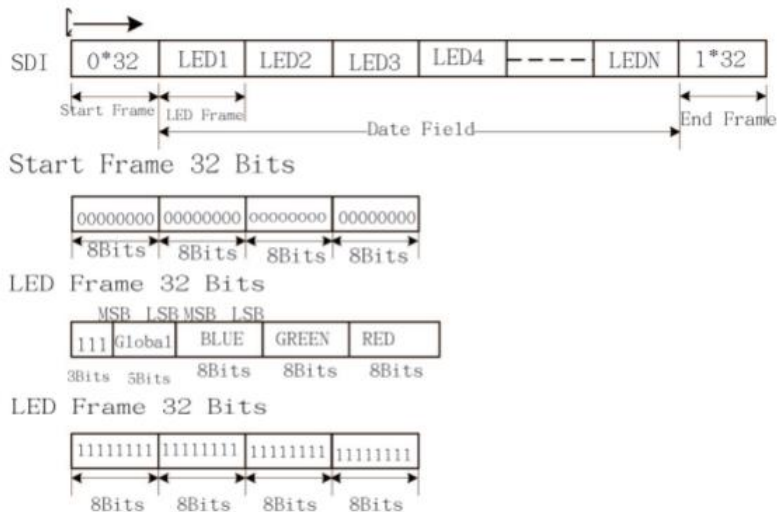 SDI 0*32 LED1 LED2 LED3 LED4 LEDN 1*32
Start Frame LED Frame Date Field End Frame
Start Frame 32 Bits
00000000 00000000 00000000 00000000
8Bits 8Bits 8Bits 8Bits
LED Frame 32 Bits
MSB LSB MSB LSB
111 Global BLUE GREEN RED
3Bits 5Bits 8Bits 8Bits 8Bits
LED Frame 32 Bits
11111111 11111111 11111111 11111111
8Bits 8Bits 8Bits 8Bits